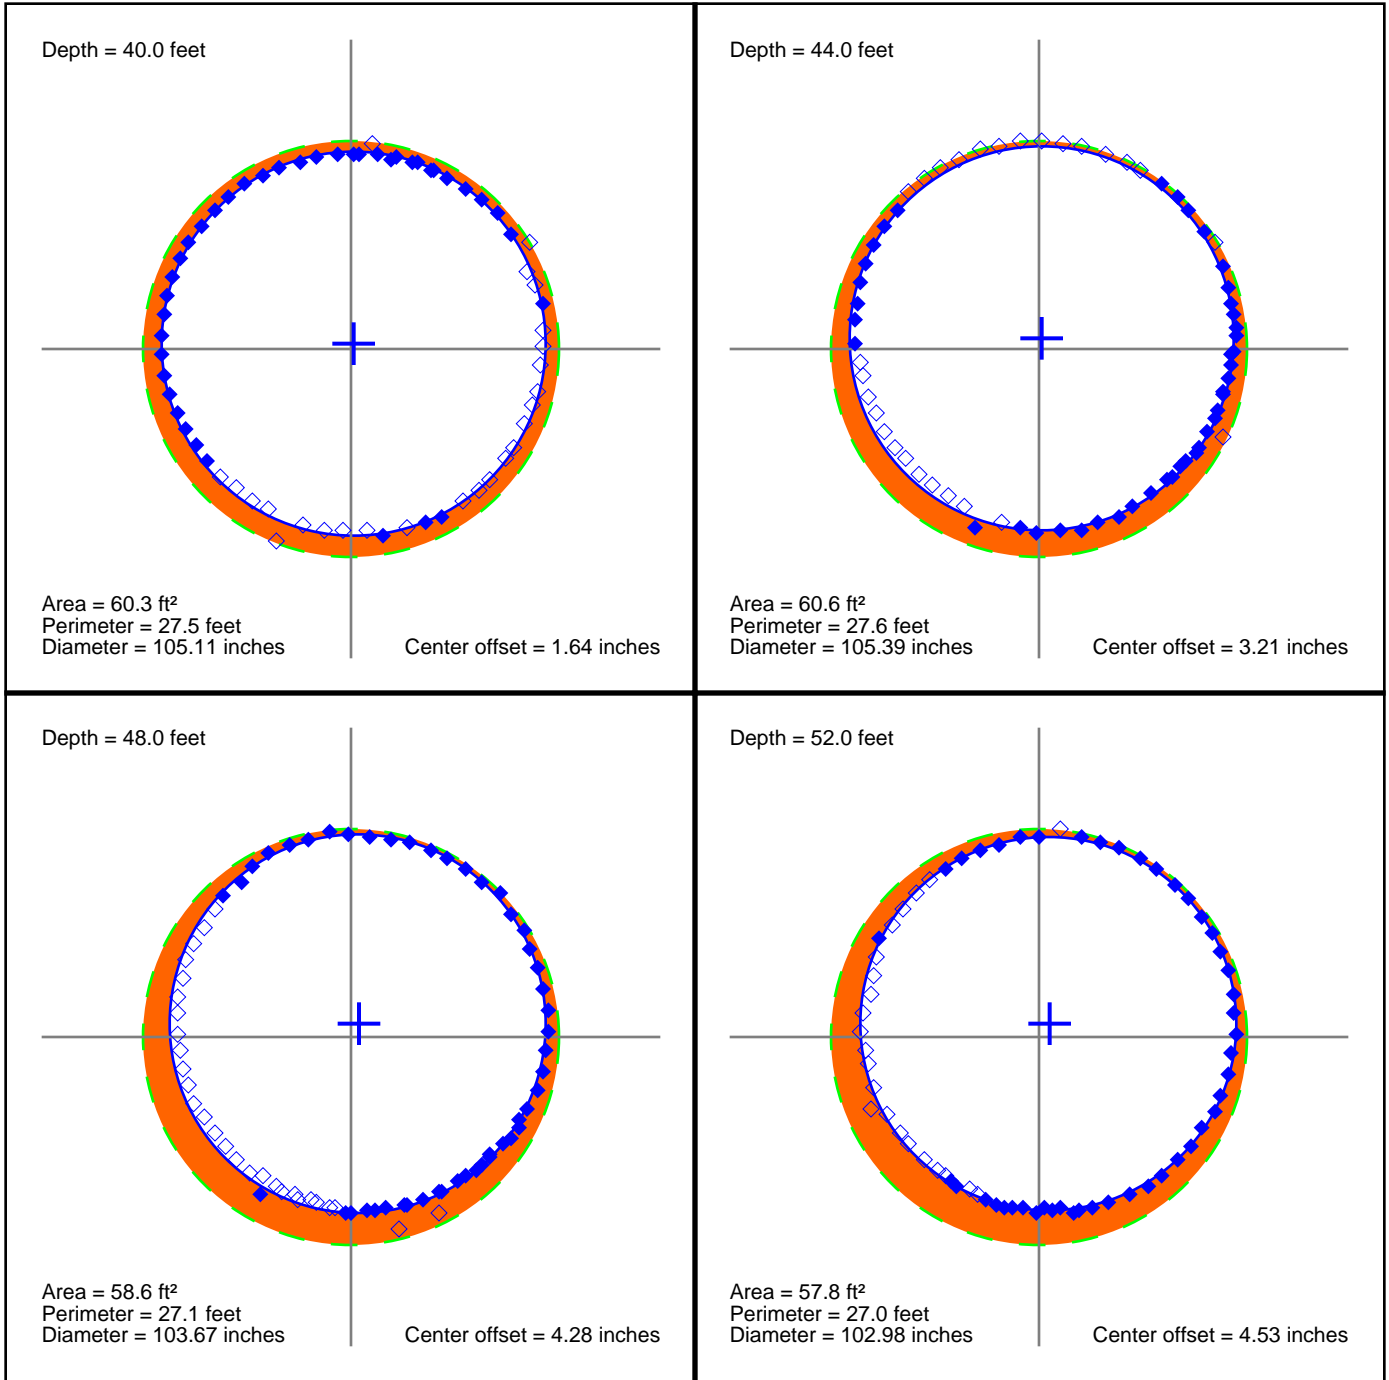 Depth = 40.0 feet
Area = 60.3 ft²
Perimeter = 27.5 feet
Diameter = 105.11 inches
Center offset = 1.64 inches
Depth = 44.0 feet
Area = 60.6 ft²
Perimeter = 27.6 feet
Diameter = 105.39 inches
Center offset = 3.21 inches
Depth = 48.0 feet
Area = 58.6 ft²
Perimeter = 27.1 feet
Diameter = 103.67 inches
Center offset = 4.28 inches
Depth = 52.0 feet
Area = 57.8 ft²
Perimeter = 27.0 feet
Diameter = 102.98 inches
Center offset = 4.53 inches